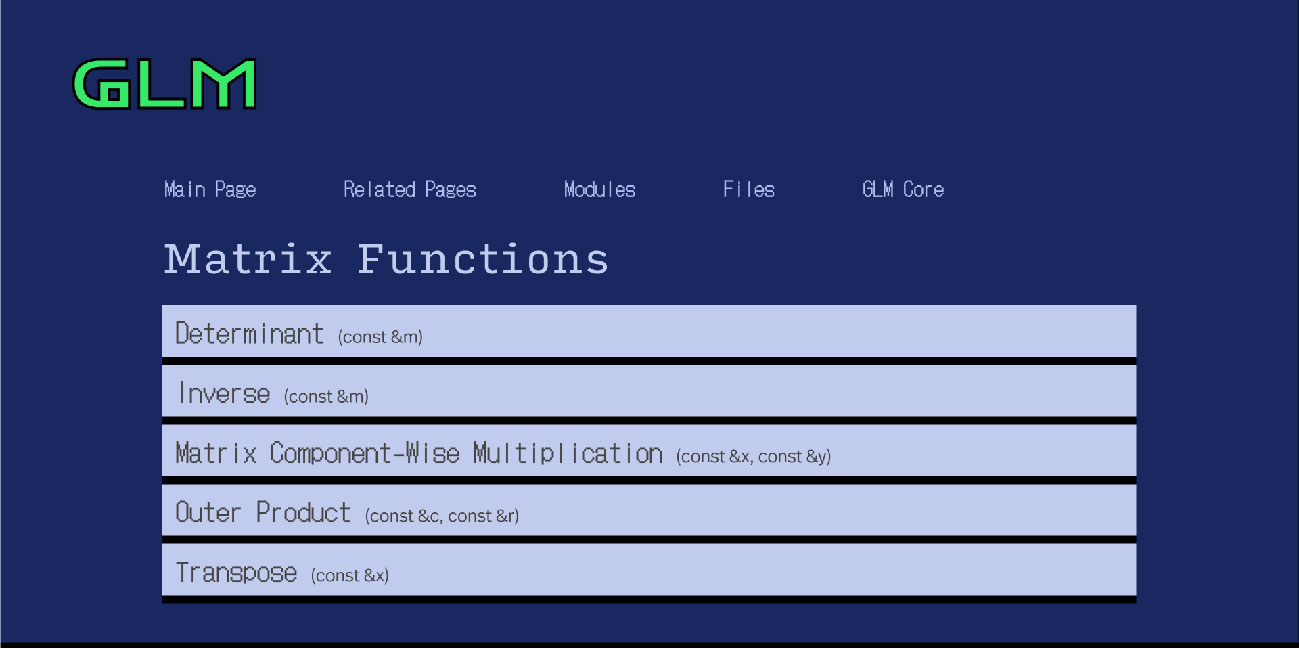 GLM
Main Page Related Pages Modules Files GLM Core
Matrix Functions
Determinant (const &m)
Inverse (const &m)
Matrix Component-Wise Multiplication (const &x, const &y)
Outer Product (const &c, const &r)
Transpose (const &x)